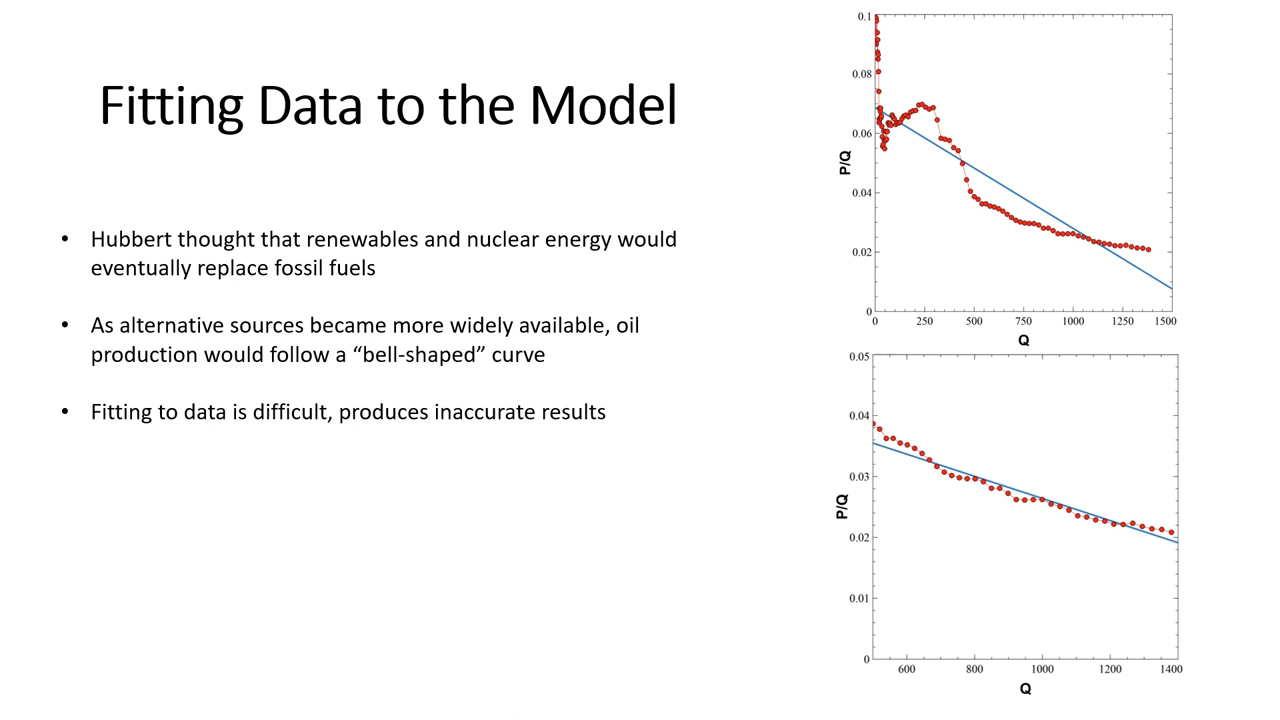 Fitting Data to the Model
• Hubbert thought that renewables and nuclear energy would
eventually replace fossil fuels
• As alternative sources became more widely available, oil
production would follow a “bell-shaped” curve
• Fitting to data is difficult, produces inaccurate results
0.1
0.08
0.06
0.04
0.02
0
P/Q
0 250 500 750 1000 1250 1500
Q
0.05
0.04
0.03
0.02
0.01
0
P/Q
600 800 1000 1200 1400
Q